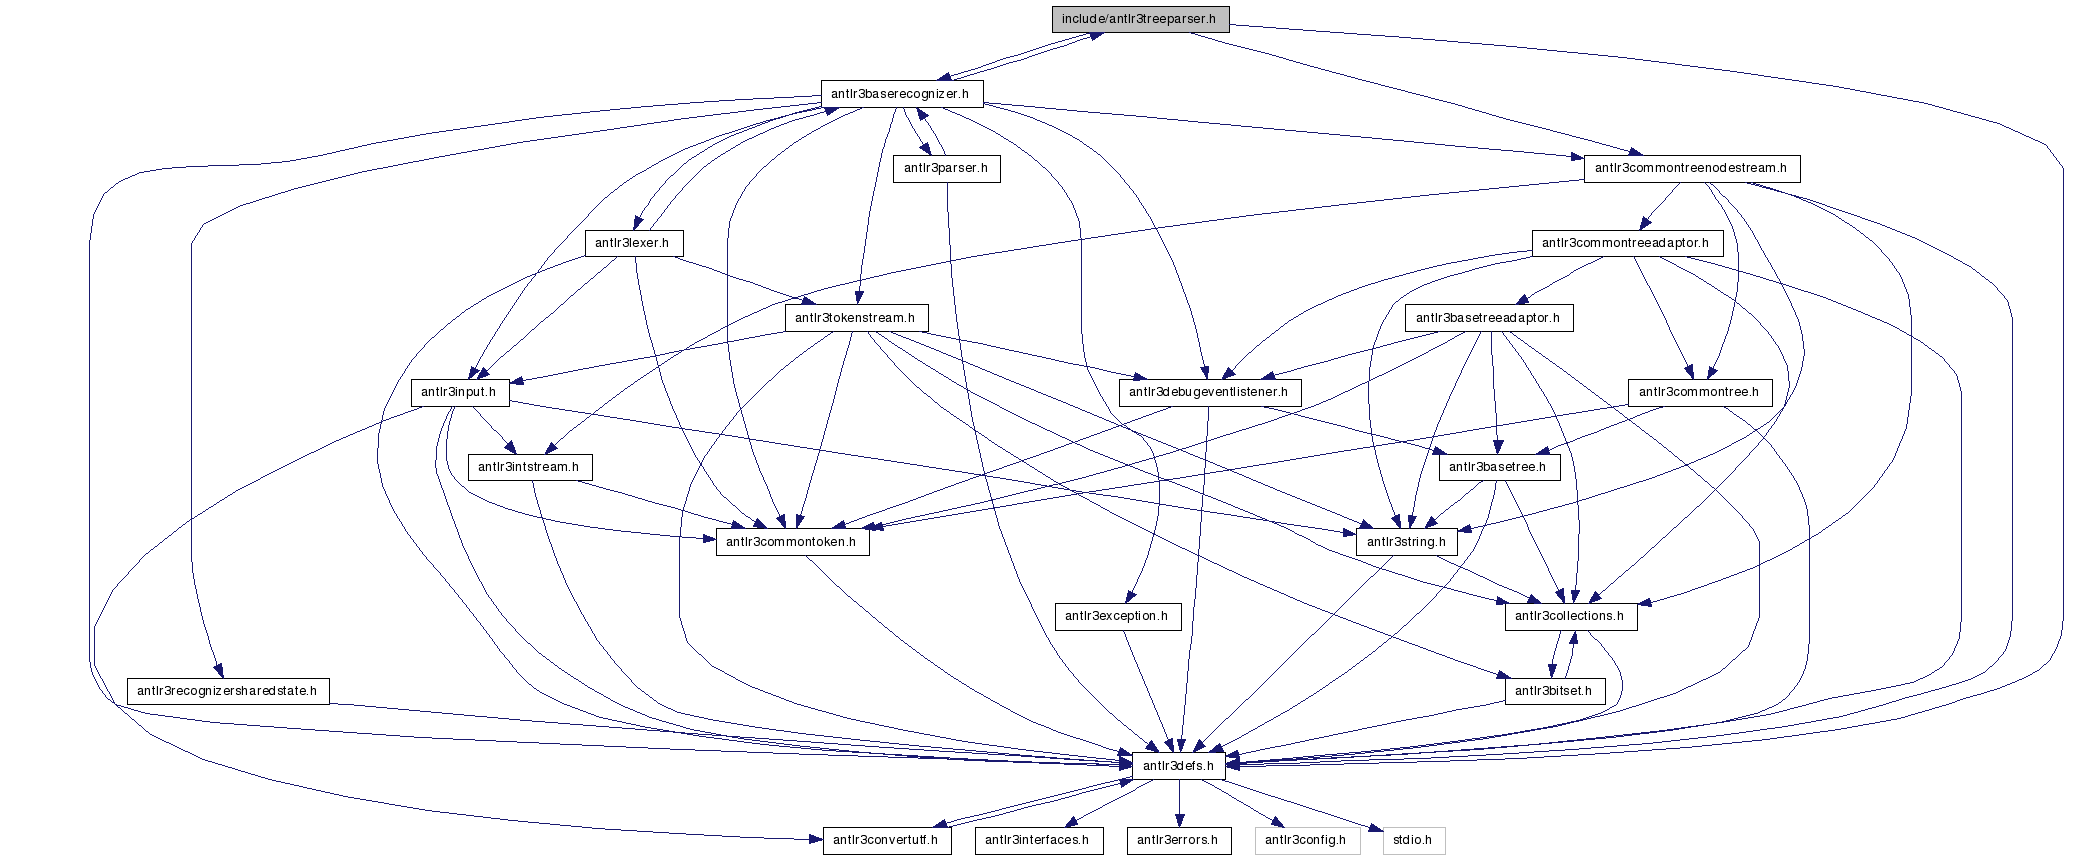 include/antlr3treeparser.h
antlr3baserecognizer.h
antlr3parser.h
antlr3commontreenodestream.h
antlr3lexer.h
antlr3commontreeadaptor.h
antlr3tokenstream.h
antlr3basetreeadaptor.h
antlr3input.h
antlr3debugeventlistener.h
antlr3commontree.h
antlr3intstream.h
antlr3basetree.h
antlr3commontoken.h
antlr3string.h
antlr3exception.h
antlr3collections.h
antlr3recognizersharedstate.h
antlr3bitset.h
antlr3defs.h
antlr3convertutf.h
antlr3interfaces.h
antlr3errors.h
antlr3config.h
stdio.h